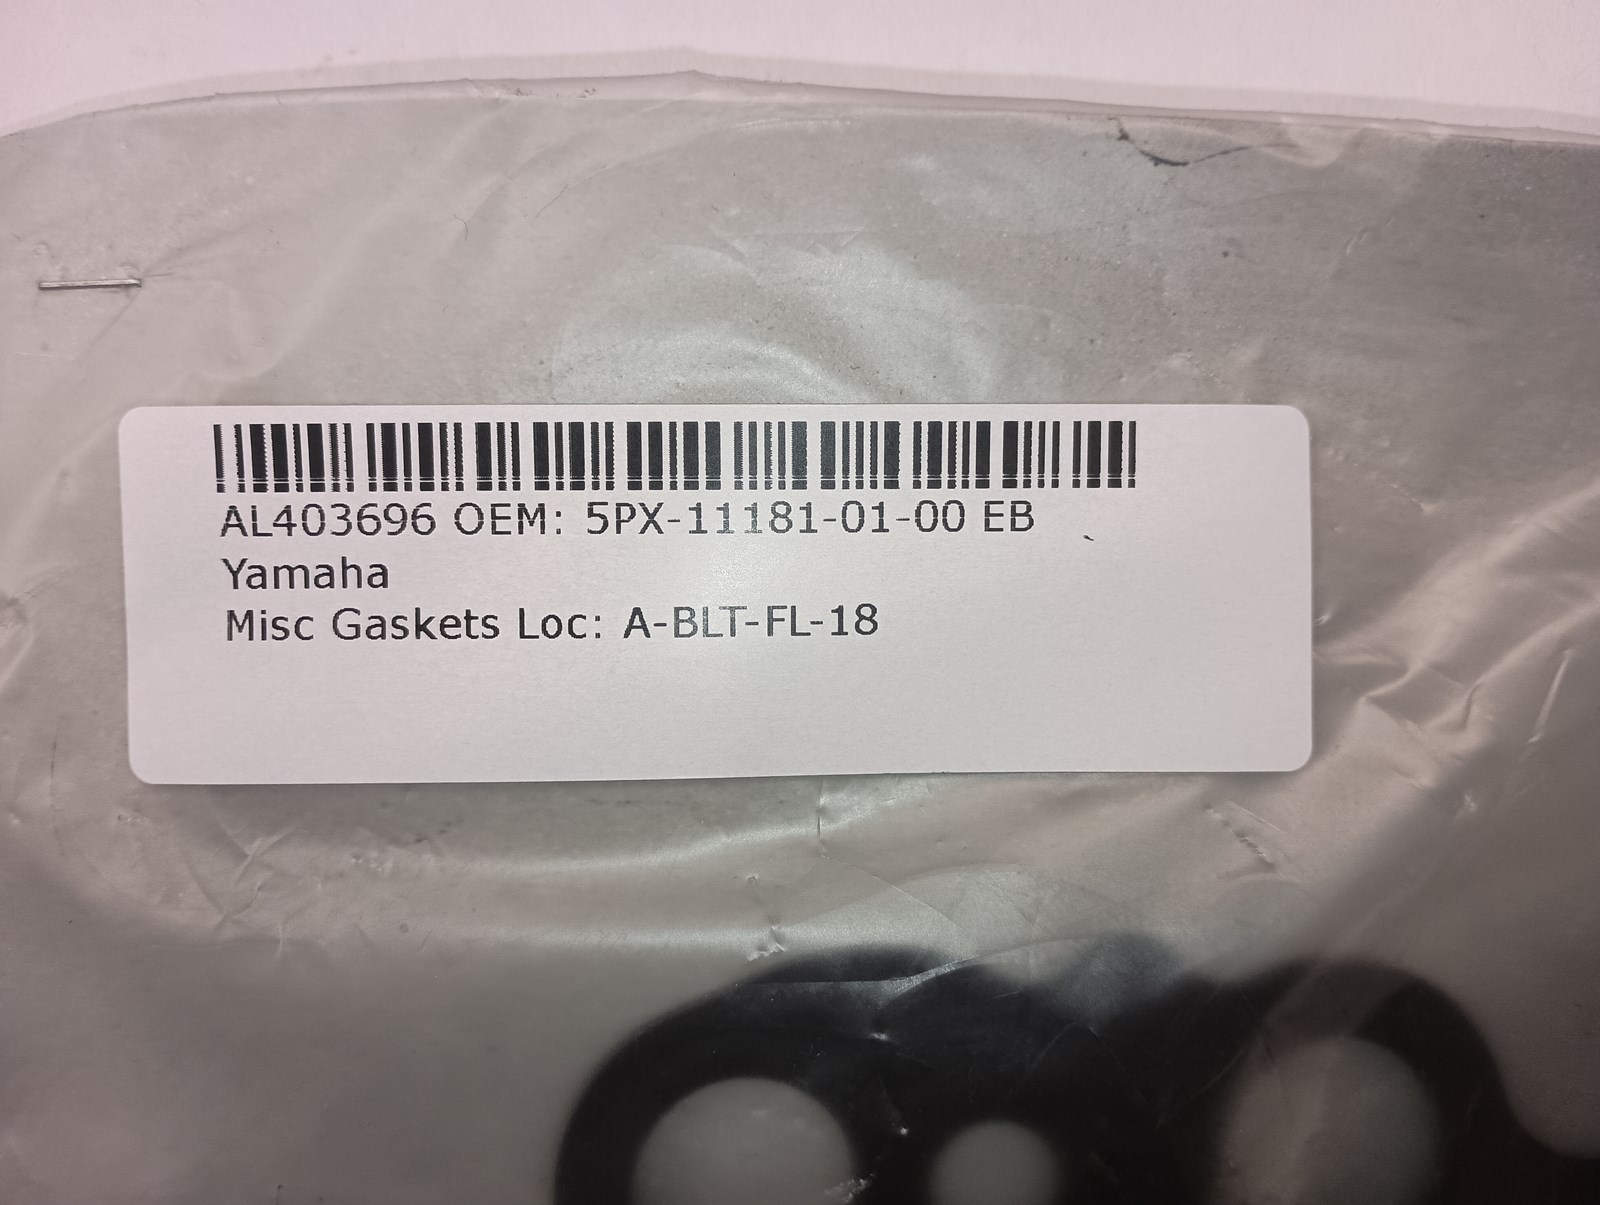 AL403696 OEM: 5PX-11181-01-00 EB
Yamaha
Misc Gaskets Loc: A-BLT-FL-18